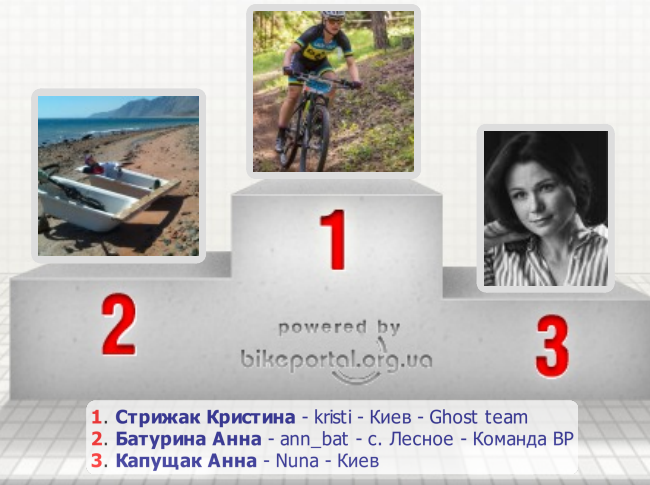 1
2
3
powered by
bikeportal.org.ua
1. Стрижак Кристина - kristi - Киев - Ghost team
2. Батурина Анна - ann_bat - с. Лесное - Команда BP
3. Капущак Анна - Nuna - Киев